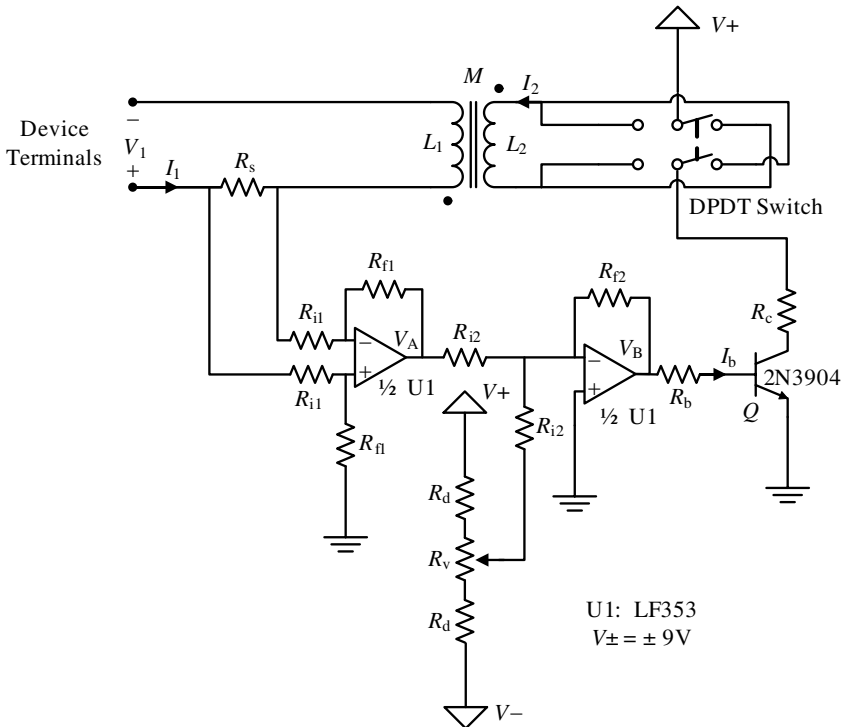 V+
M
I2
Device
Terminals
−
V1
+
I1
Rs
L1
L2
DPDT Switch
Rf1
Ri1
VA
Ri2
Rf2
VB
Rc
Ib
2N3904
−
+
½ U1
−
+
½ U1
Rb
Q
Ri1
V+
Ri2
Rf1
Rd
Rv
Rd
U1: LF353
V± = ± 9V
V−